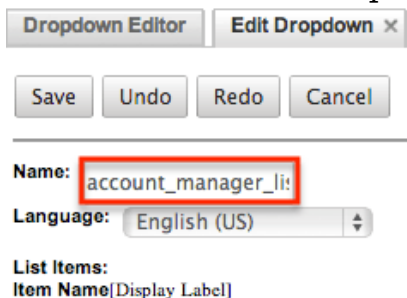 Dropdown Editor Edit Dropdown ×
Save Undo Redo Cancel
Name: account_manager_lis
Language: English (US)
List Items:
Item Name[Display Label]